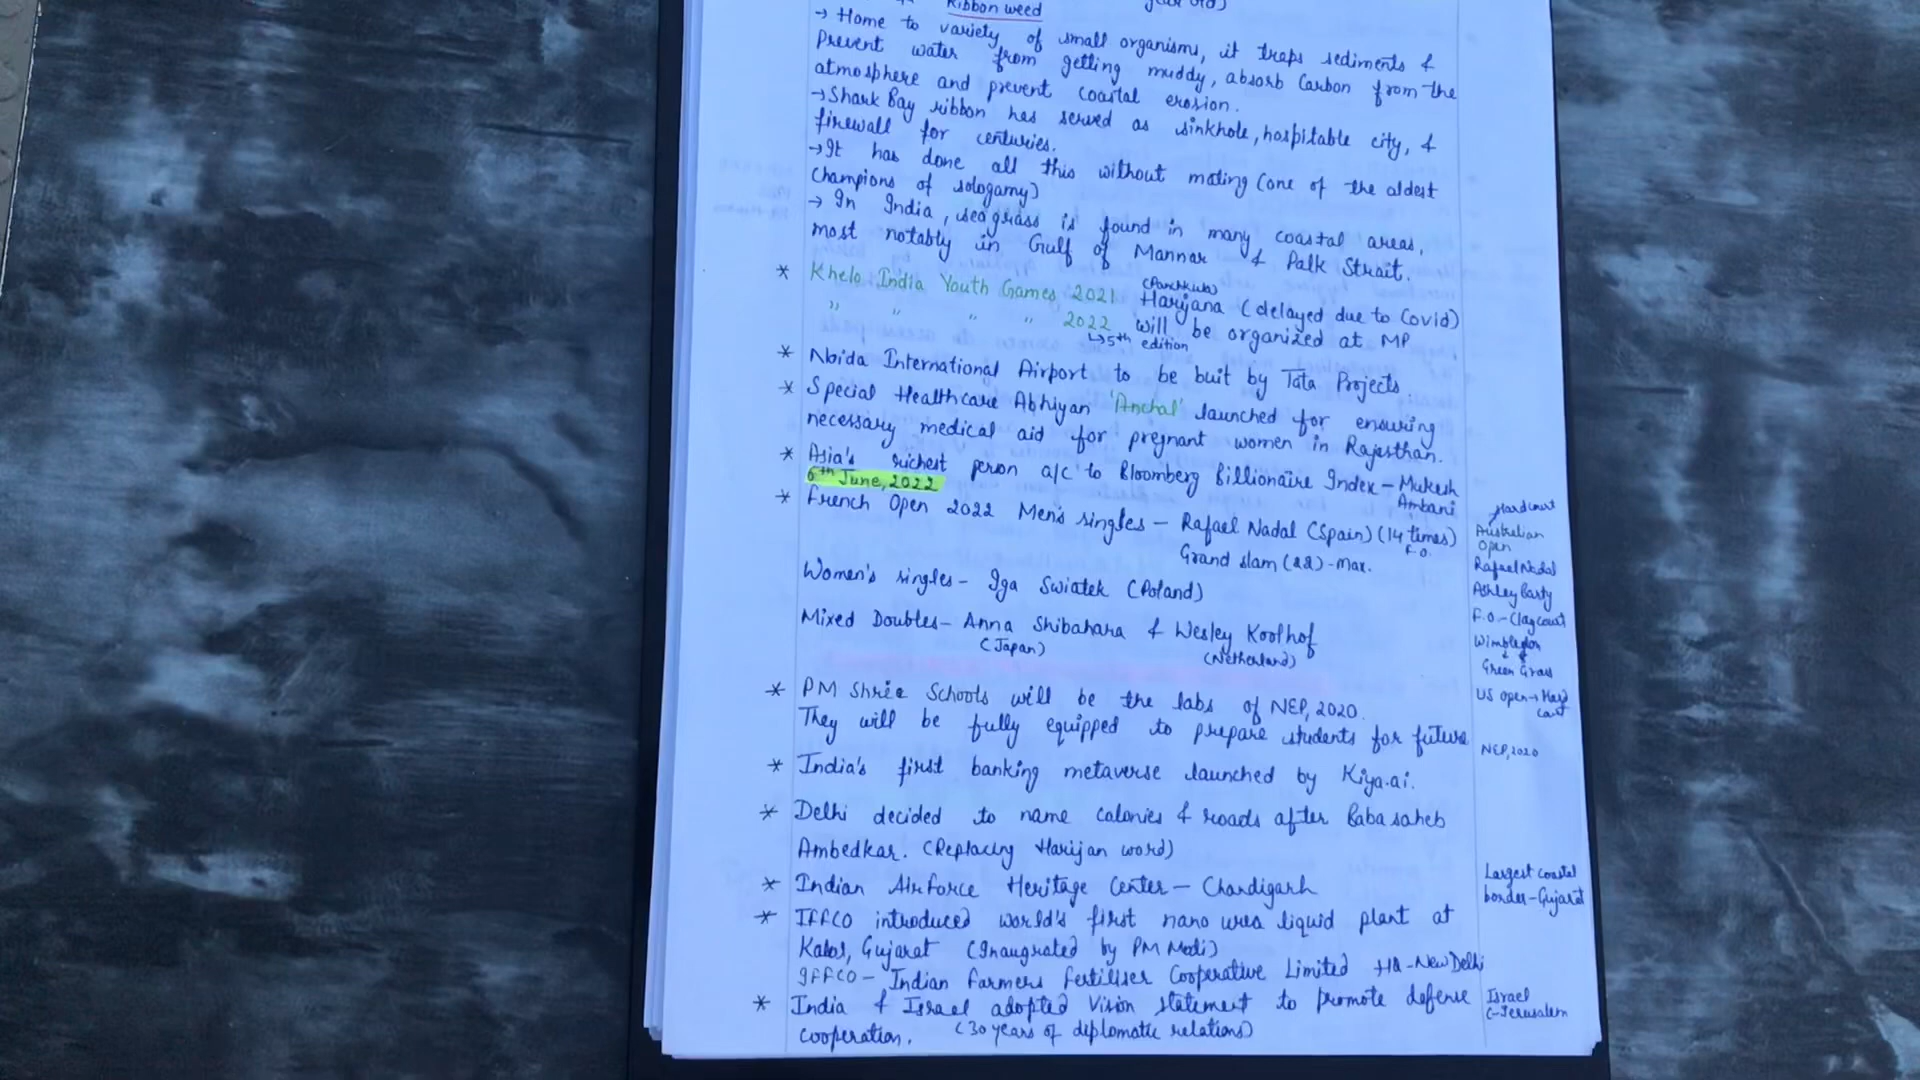 Ribbon weed
year old)
→ Home to variety of small organisms, it traps sediments &
prevent water from getting muddy, absorb carbon from the
atmosphere and prevent coastal erosion.
→ Shark Bay ribbon has served as sinkhole, hospitable city, &
firewall for centuries.
→ It has done all this without mating (one of the oldest
champions of sologamy)
→ In India, seagrass is found in many coastal areas,
most notably in Gulf of Mannar & Palk Strait.
* Khelo India Youth Games 2021 Haryana (delayed due to Covid)
(Panchkula)
" " " " 2022 will be organized at MP
↳ 5th edition
* Noida International Airport to be buit by Tata Projects.
* Special Healthcare Abhiyan 'Anchal' launched for ensuring
necessary medical aid for pregnant women in Rajasthan.
* Asia's richest person a/c to Bloomberg Billionaire Index - Mukesh
Ambani
6th June, 2022
* French Open 2022 Men's singles - Rafael Nadal (Spain) (14 times)
F.O.
Grand slam (22) - max.
Women's singles - Iga Swiatek (Poland)
Mixed Doubles - Anna Shibahara & Wesley Koolhof
(Japan) (Netherland)
* PM Shree Schools will be the labs of NEP, 2020.
They will be fully equipped to prepare students for future
* India's first banking metaverse launched by Kiya.ai.
* Delhi decided to name colonies & roads after Babasaheb
Ambedkar. (Replacing Harijan word)
* Indian Airforce Heritage Center - Chandigarh
* IFFCO introduced world's first nano urea liquid plant at
Kalol, Gujarat (Inaugrated by PM Modi)
IFFCO - Indian Farmers Fertiliser Cooperative Limited HQ - New Delhi
* India & Israel adopted Vision Statement to promote defense
cooperation. (30 years of diplomatic relations)
Hard court
Australian
Open
Rafael Nadal
Ashley Barty
F.O. - Clay court
Wimbledon
↓
Green Grass
US open → Hard
court
NEP, 2020
Largest coastal
border - Gujarat
Israel
C - Jerusalem